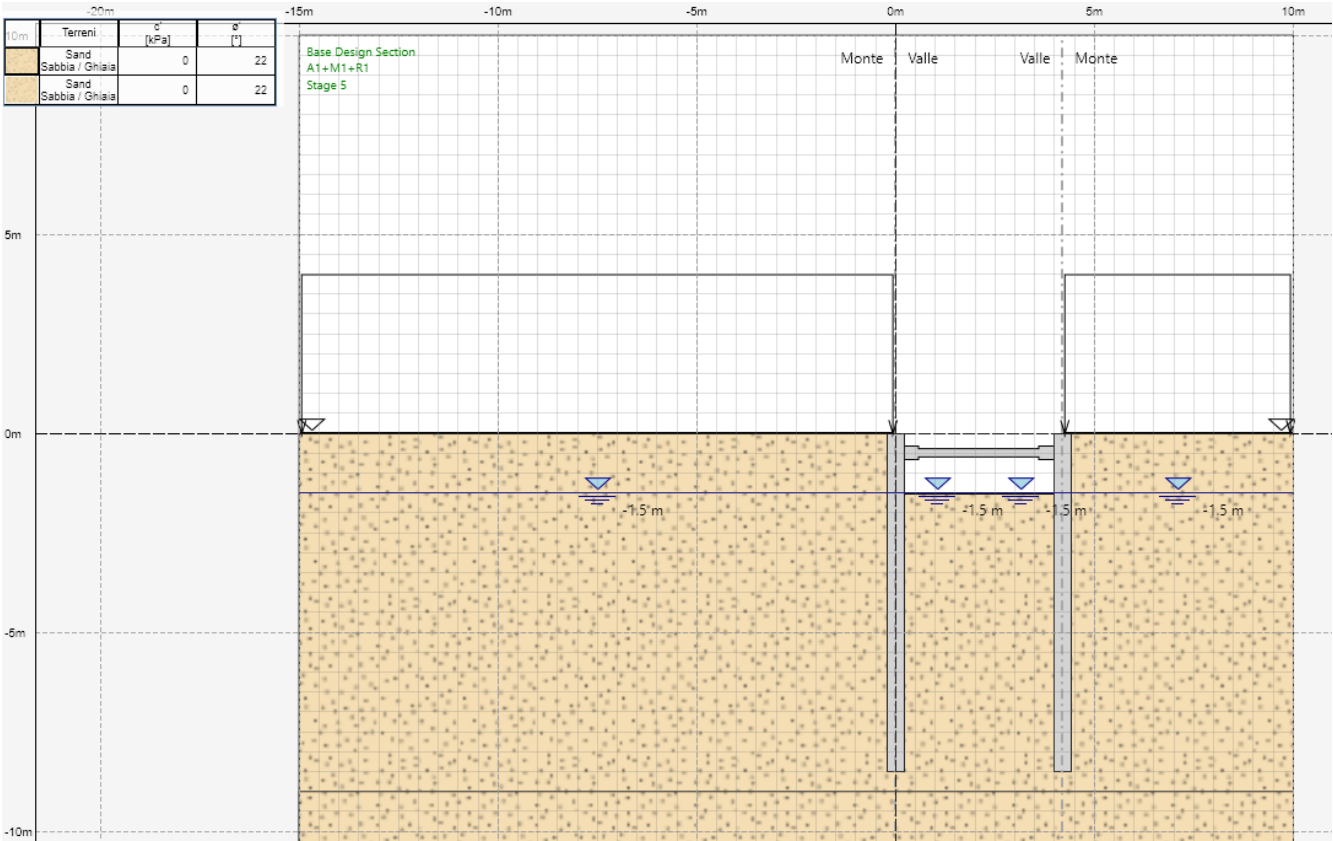 -20m -15m -10m -5m 0m 5m 10m
10m
Terreni c' [kPa] ø' [°]
Sand
Sabbia / Ghiaia 0 22
Sand
Sabbia / Ghiaia 0 22
Base Design Section
A1+M1+R1
Stage 5
Monte Valle Valle Monte
5m
0m
-1.5 m -1.5 m -1.5 m -1.5 m
-5m
-10m